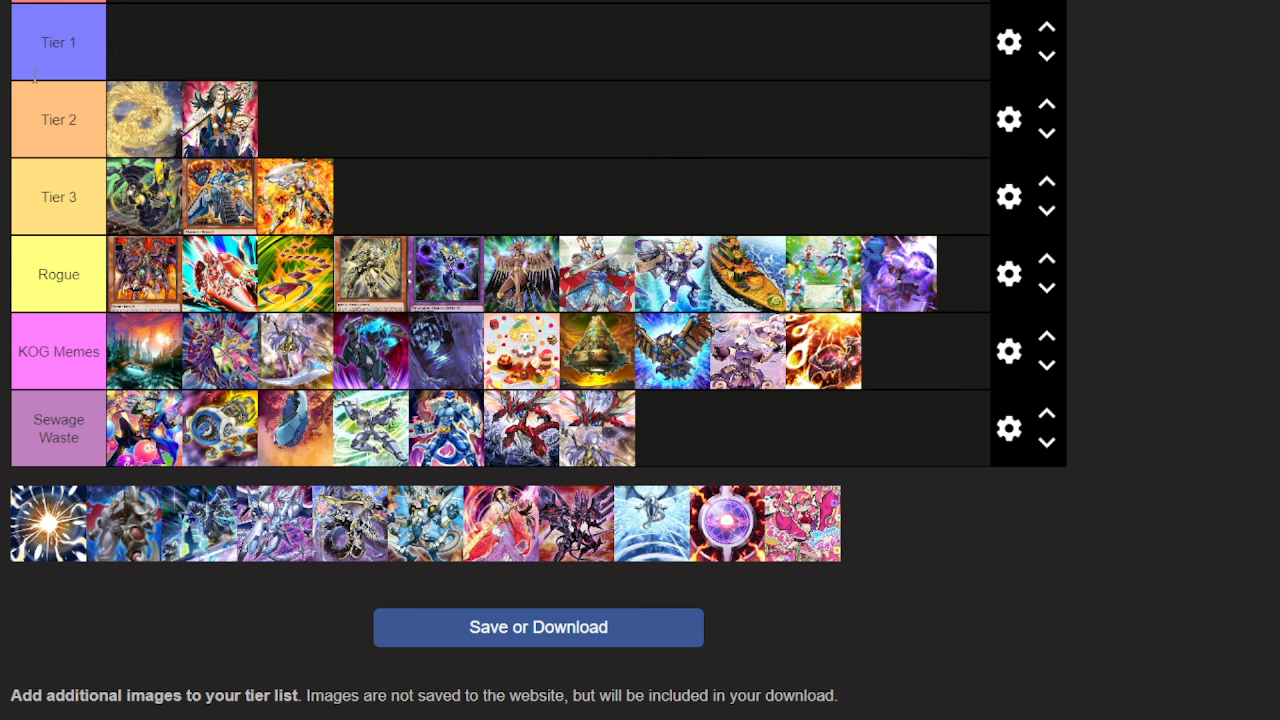 Tier 1
Tier 2
Tier 3
Rogue
KOG Memes
Sewage
Waste
Save or Download
Add additional images to your tier list. Images are not saved to the website, but will be included in your download.